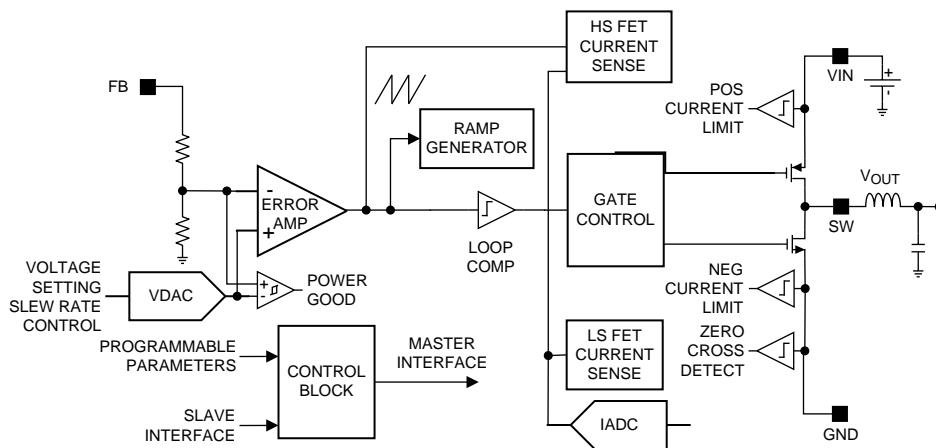 HS FET
CURRENT
SENSE
VIN
+
-
FB
POS
CURRENT
LIMIT
RAMP
GENERATOR
-
ERROR
AMP
+
LOOP
COMP
GATE
CONTROL
VOUT
SW
VOLTAGE
SETTING
SLEW RATE
CONTROL
VDAC
+
-
POWER
GOOD
NEG
CURRENT
LIMIT
PROGRAMMABLE
PARAMETERS
CONTROL
BLOCK
MASTER
INTERFACE
LS FET
CURRENT
SENSE
ZERO
CROSS
DETECT
SLAVE
INTERFACE
IADC
GND